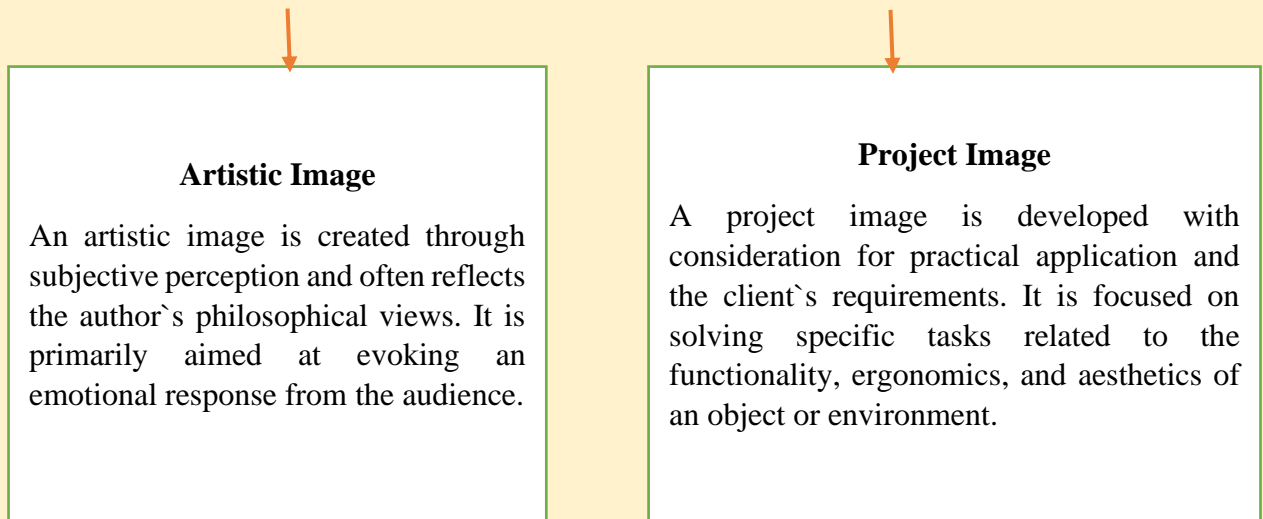 Artistic Image
An artistic image is created through
subjective perception and often reflects
the author`s philosophical views. It is
primarily aimed at evoking an
emotional response from the audience.
Project Image
A project image is developed with
consideration for practical application and
the client`s requirements. It is focused on
solving specific tasks related to the
functionality, ergonomics, and aesthetics of
an object or environment.